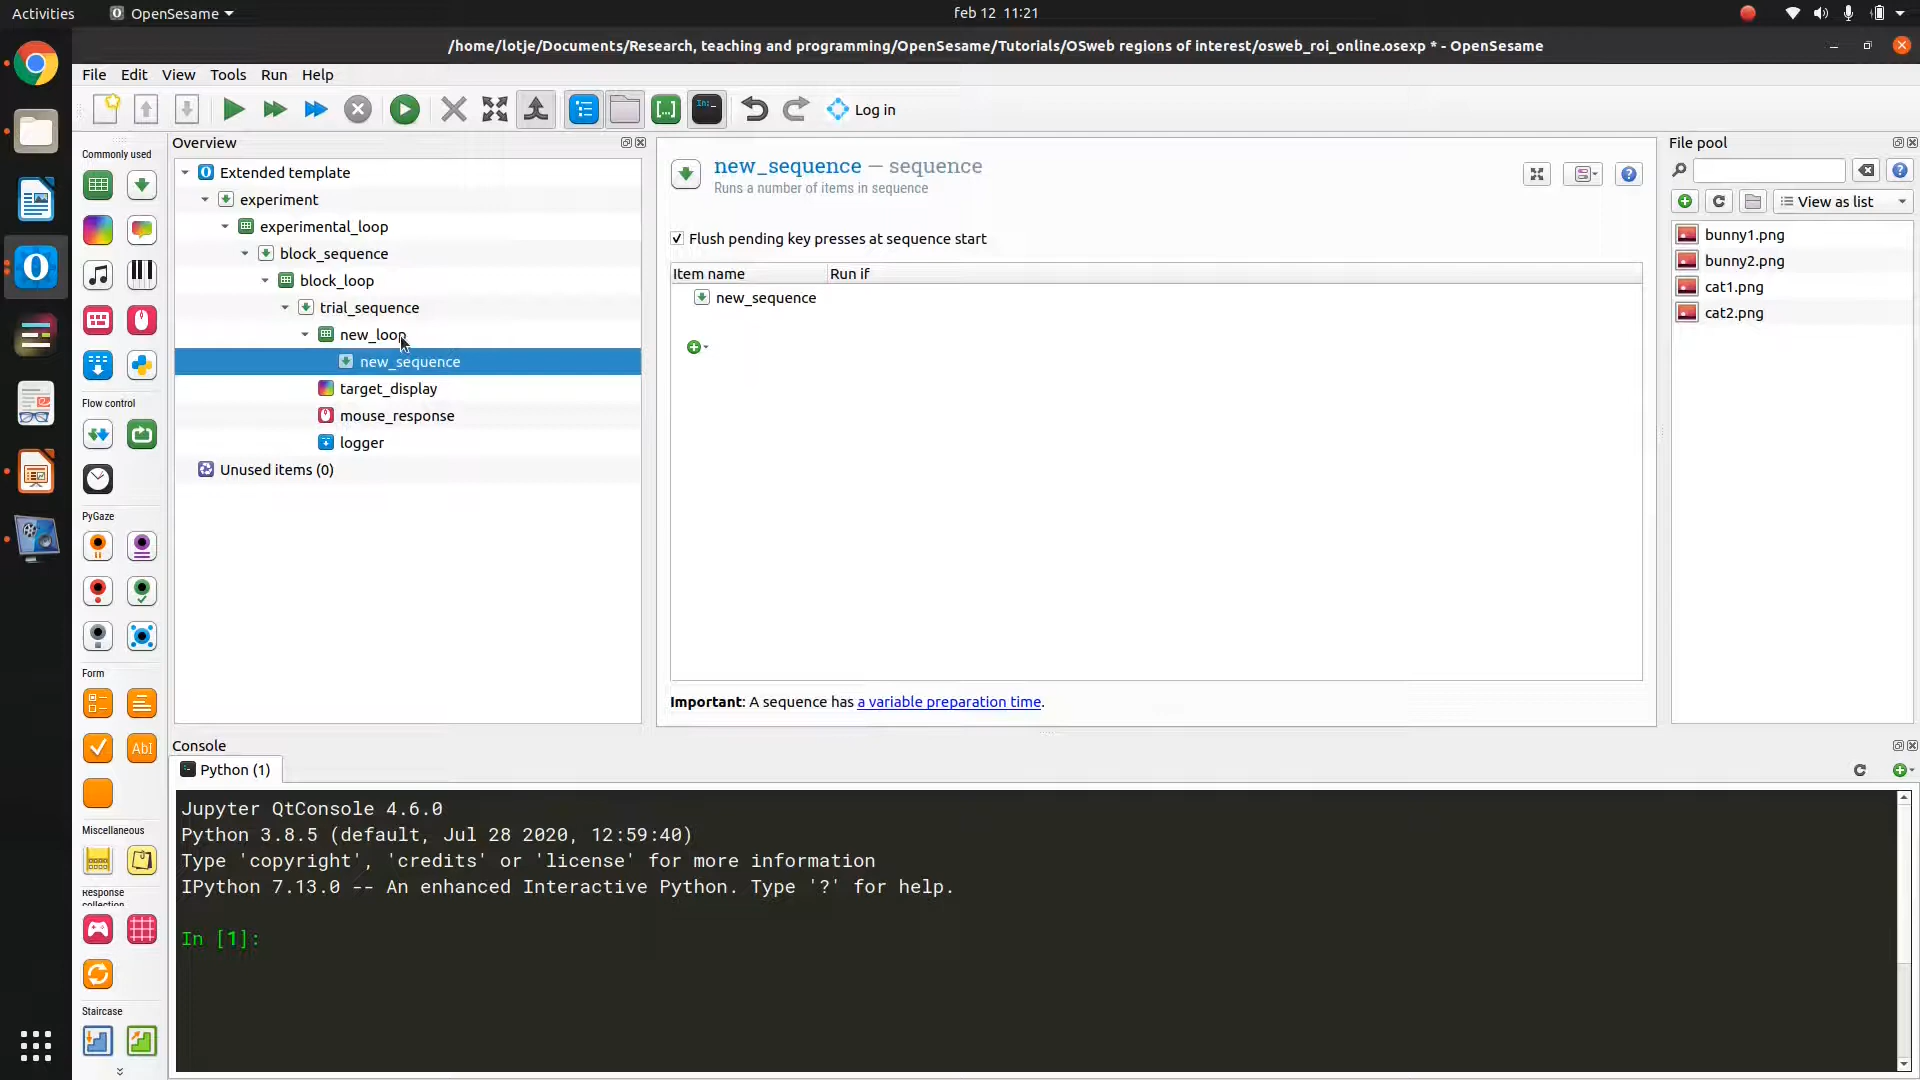 Activities
OpenSesame
feb 12 11:21
/home/lotje/Documents/Research, teaching and programming/OpenSesame/Tutorials/OSweb regions of interest/osweb_roi_online.osexp * - OpenSesame
File Edit View Tools Run Help
In:_
Log in
Overview
Commonly used
Extended template
experiment
experimental_loop
block_sequence
block_loop
trial_sequence
new_loop
new_sequence
target_display
mouse_response
logger
Unused items (0)
Flow control
PyGaze
Form
Abi
Miscellaneous
Response collection
Staircase
new_sequence — sequence
Runs a number of items in sequence
Flush pending key presses at sequence start
Item name Run if
new_sequence
Important: A sequence has a variable preparation time.
File pool
View as list
bunny1.png
bunny2.png
cat1.png
cat2.png
Console
Python (1)
Jupyter QtConsole 4.6.0
Python 3.8.5 (default, Jul 28 2020, 12:59:40)
Type 'copyright', 'credits' or 'license' for more information
IPython 7.13.0 -- An enhanced Interactive Python. Type '?' for help.
In [1]: